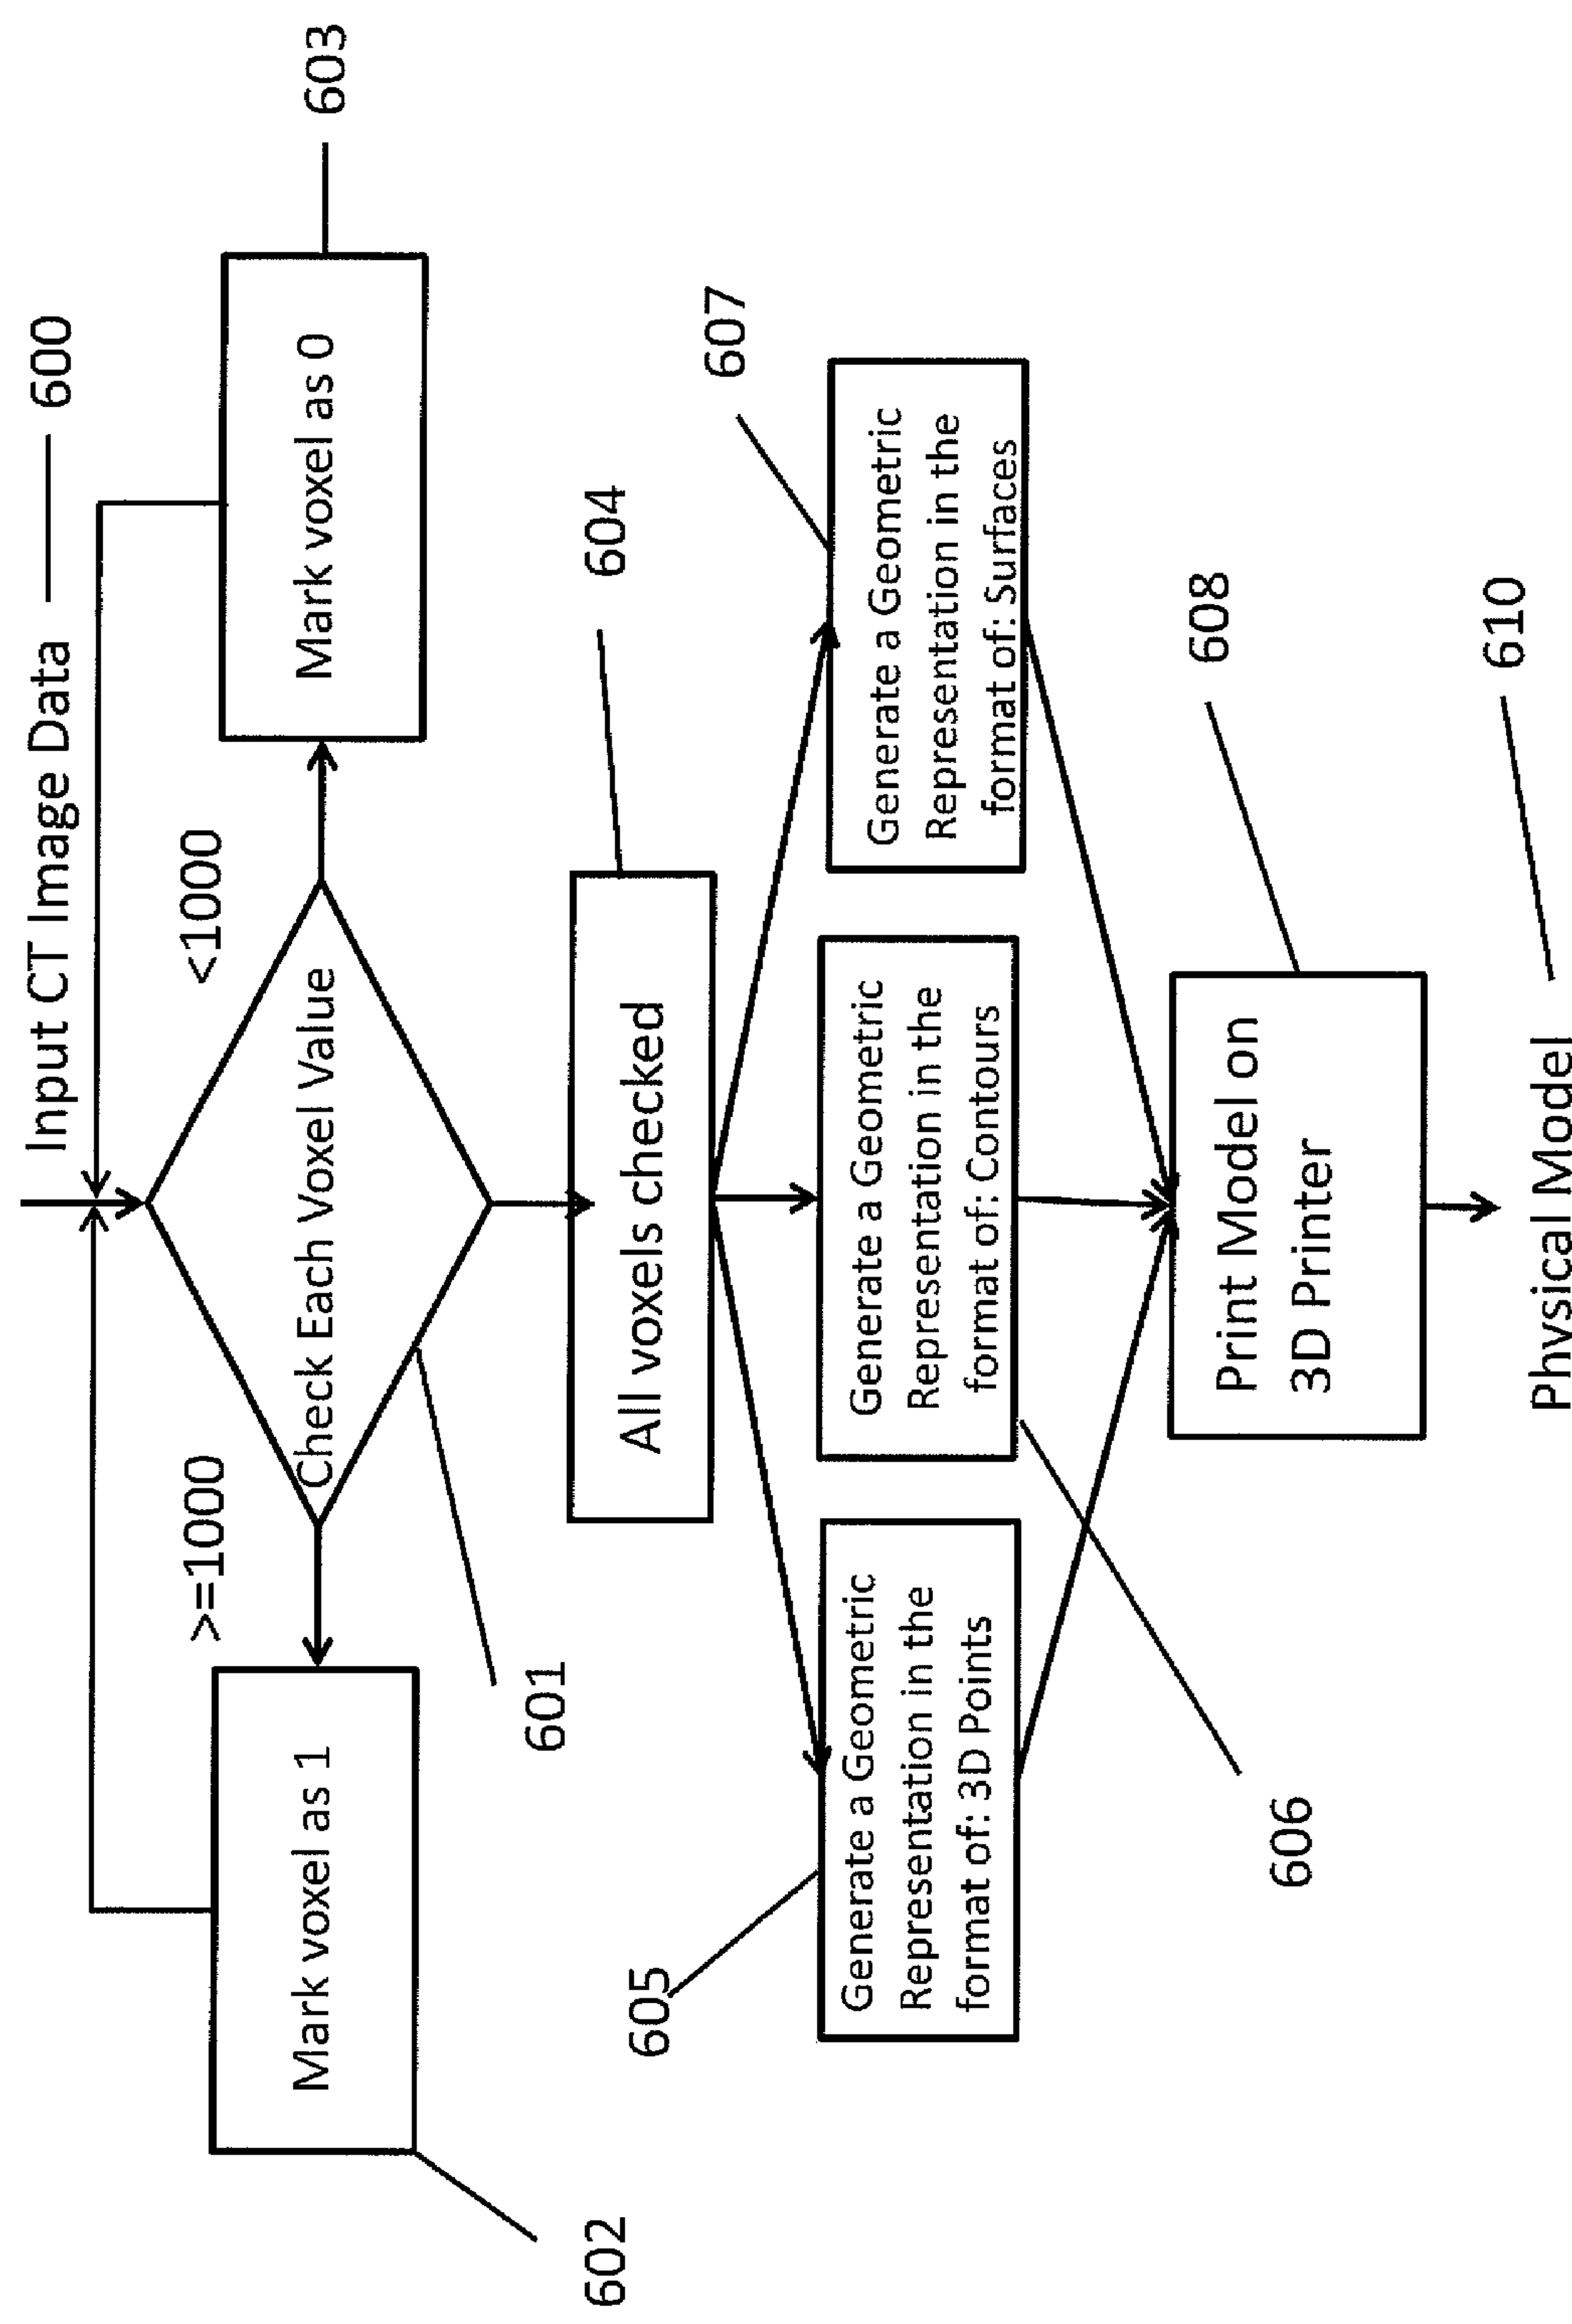 Input CT Image Data
600
>=1000
<1000
Mark voxel as 1
Check Each Voxel Value
Mark voxel as 0
603
602
601
All voxels checked
604
605
607
Generate a Geometric
Representation in the
format of: 3D Points
Generate a Geometric
Representation in the
format of: Contours
Generate a Geometric
Representation in the
format of: Surfaces
606
Print Model on
3D Printer
608
Physical Model
610